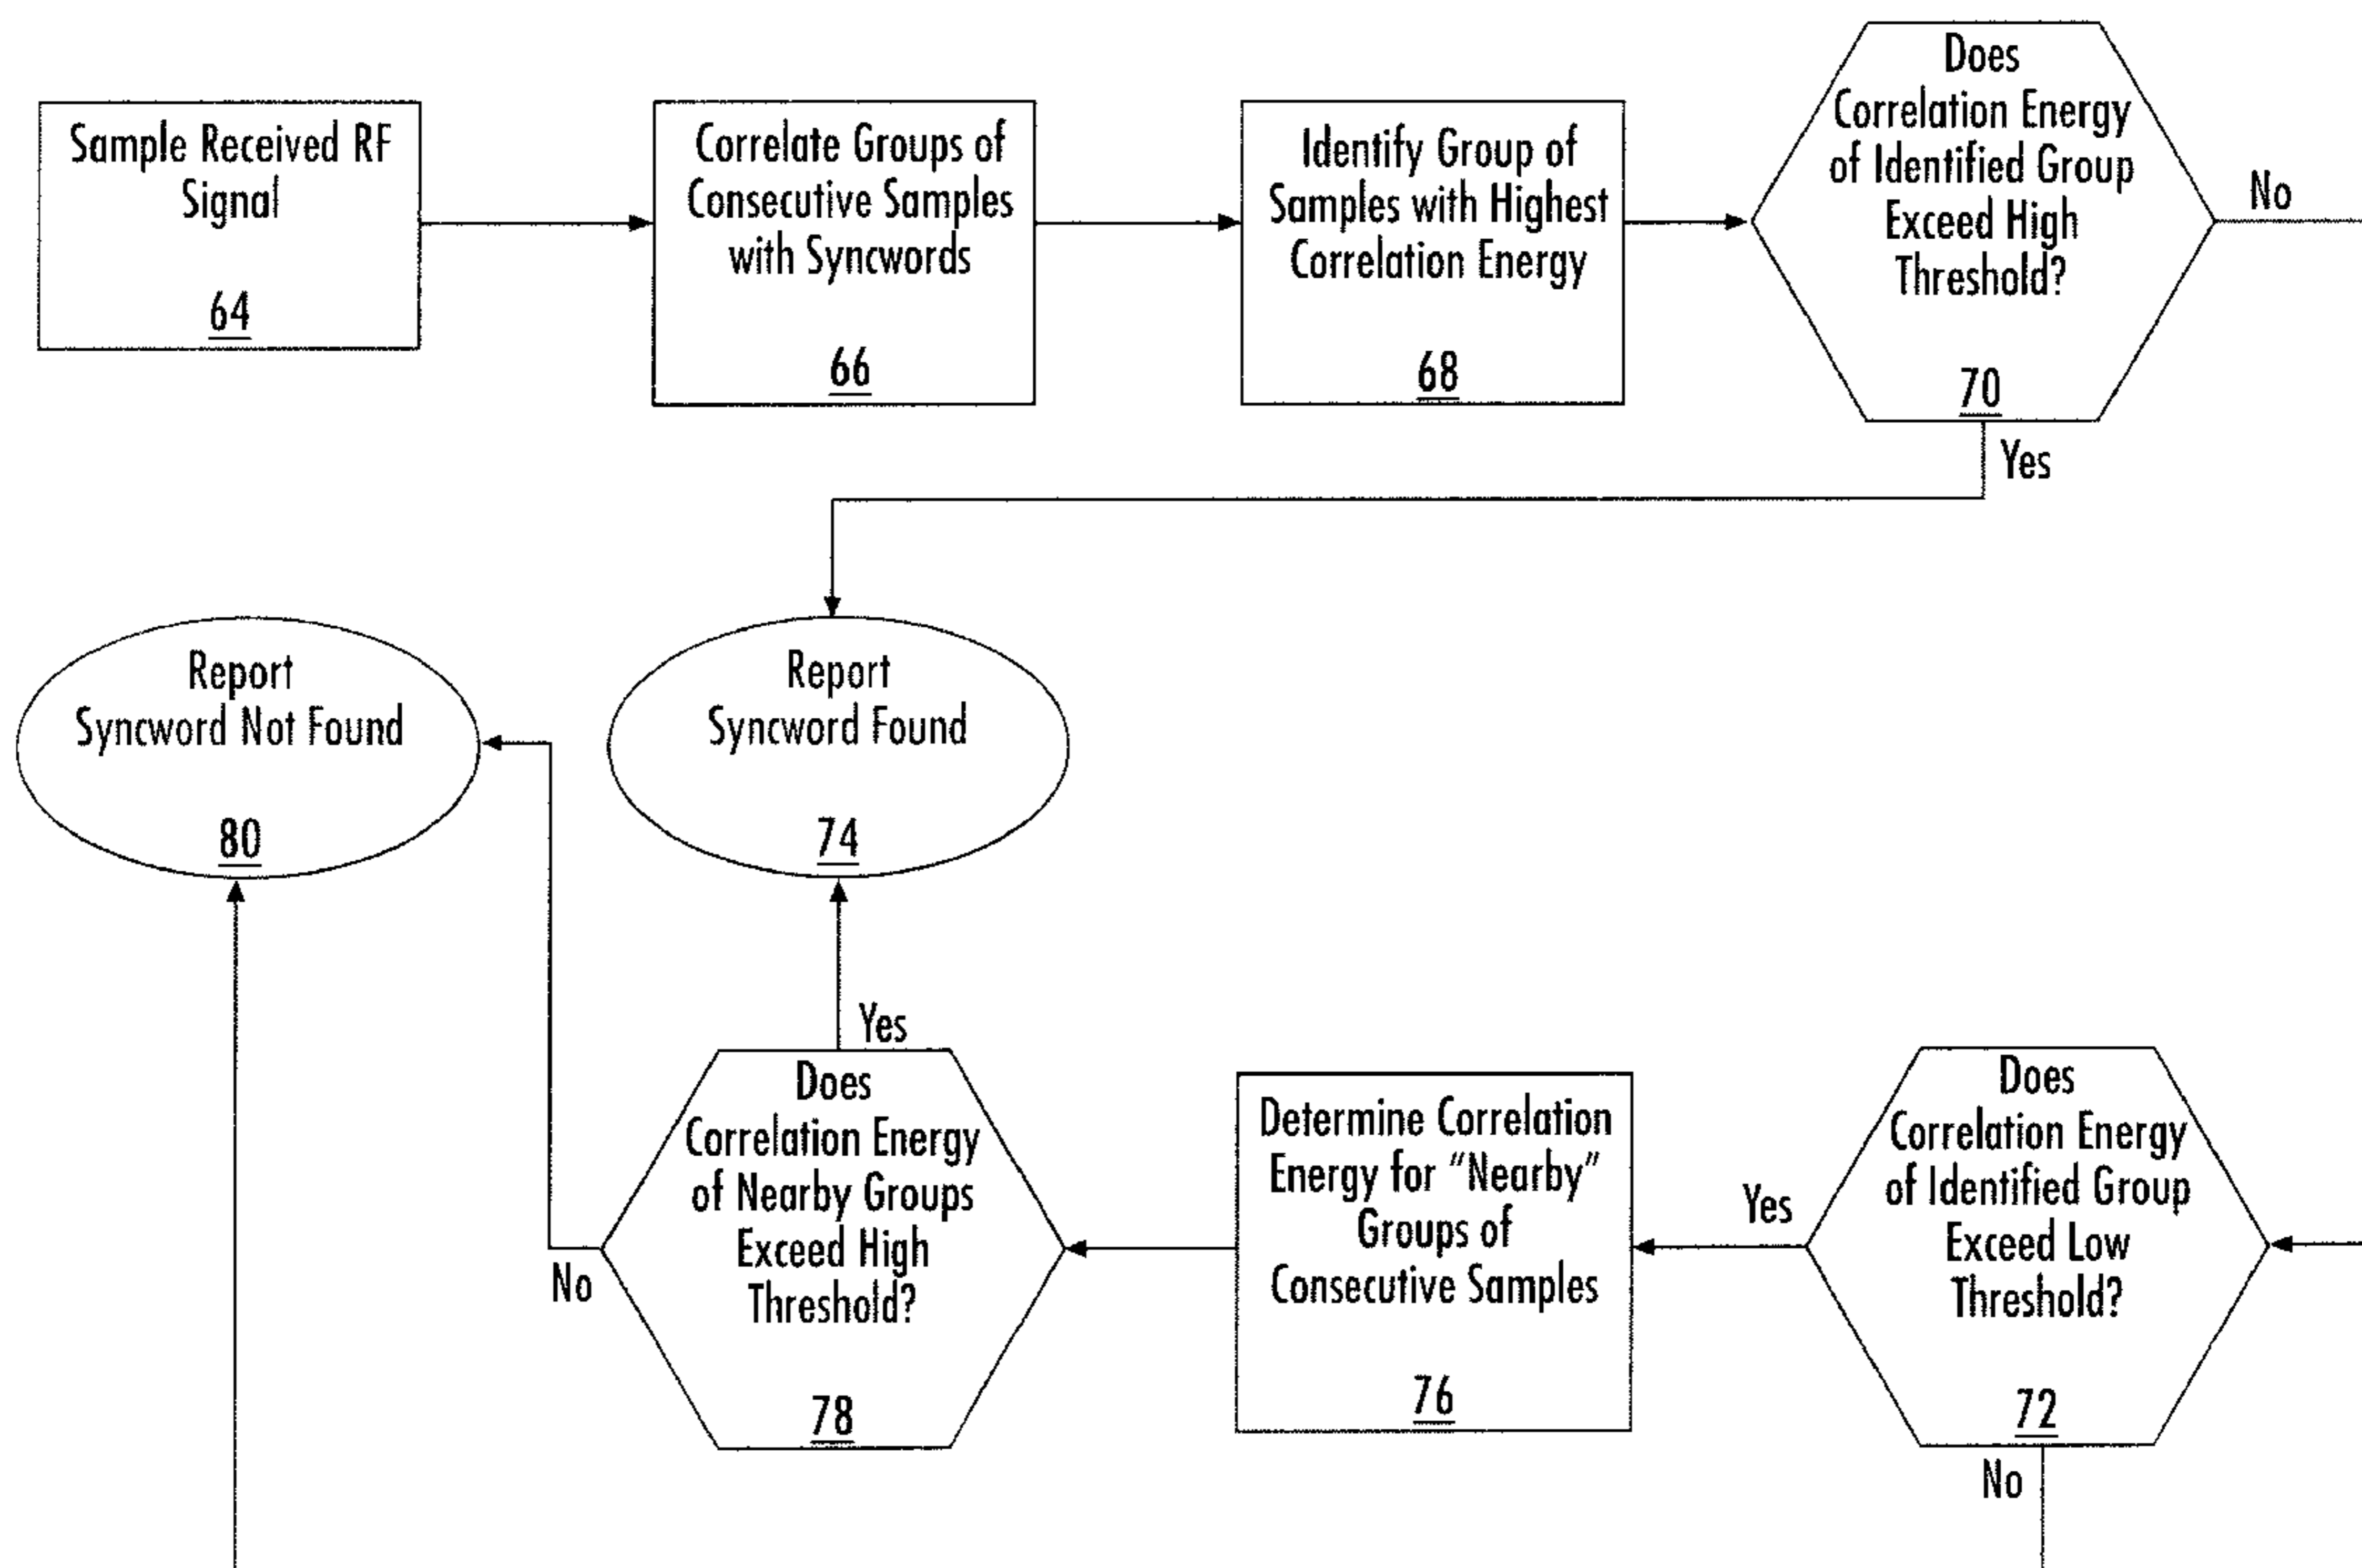 Sample Received RF
Signal
64
Correlate Groups of
Consecutive Samples
with Syncwords
66
Identify Group of
Samples with Highest
Correlation Energy
68
Does
Correlation Energy
of Identified Group
Exceed High
Threshold?
70
No
Yes
Report
Syncword Not Found
80
Report
Syncword Found
74
Yes
Does
Correlation Energy
of Nearby Groups
Exceed High
Threshold?
78
No
Determine Correlation
Energy for "Nearby"
Groups of
Consecutive Samples
76
Yes
Does
Correlation Energy
of Identified Group
Exceed Low
Threshold?
72
No